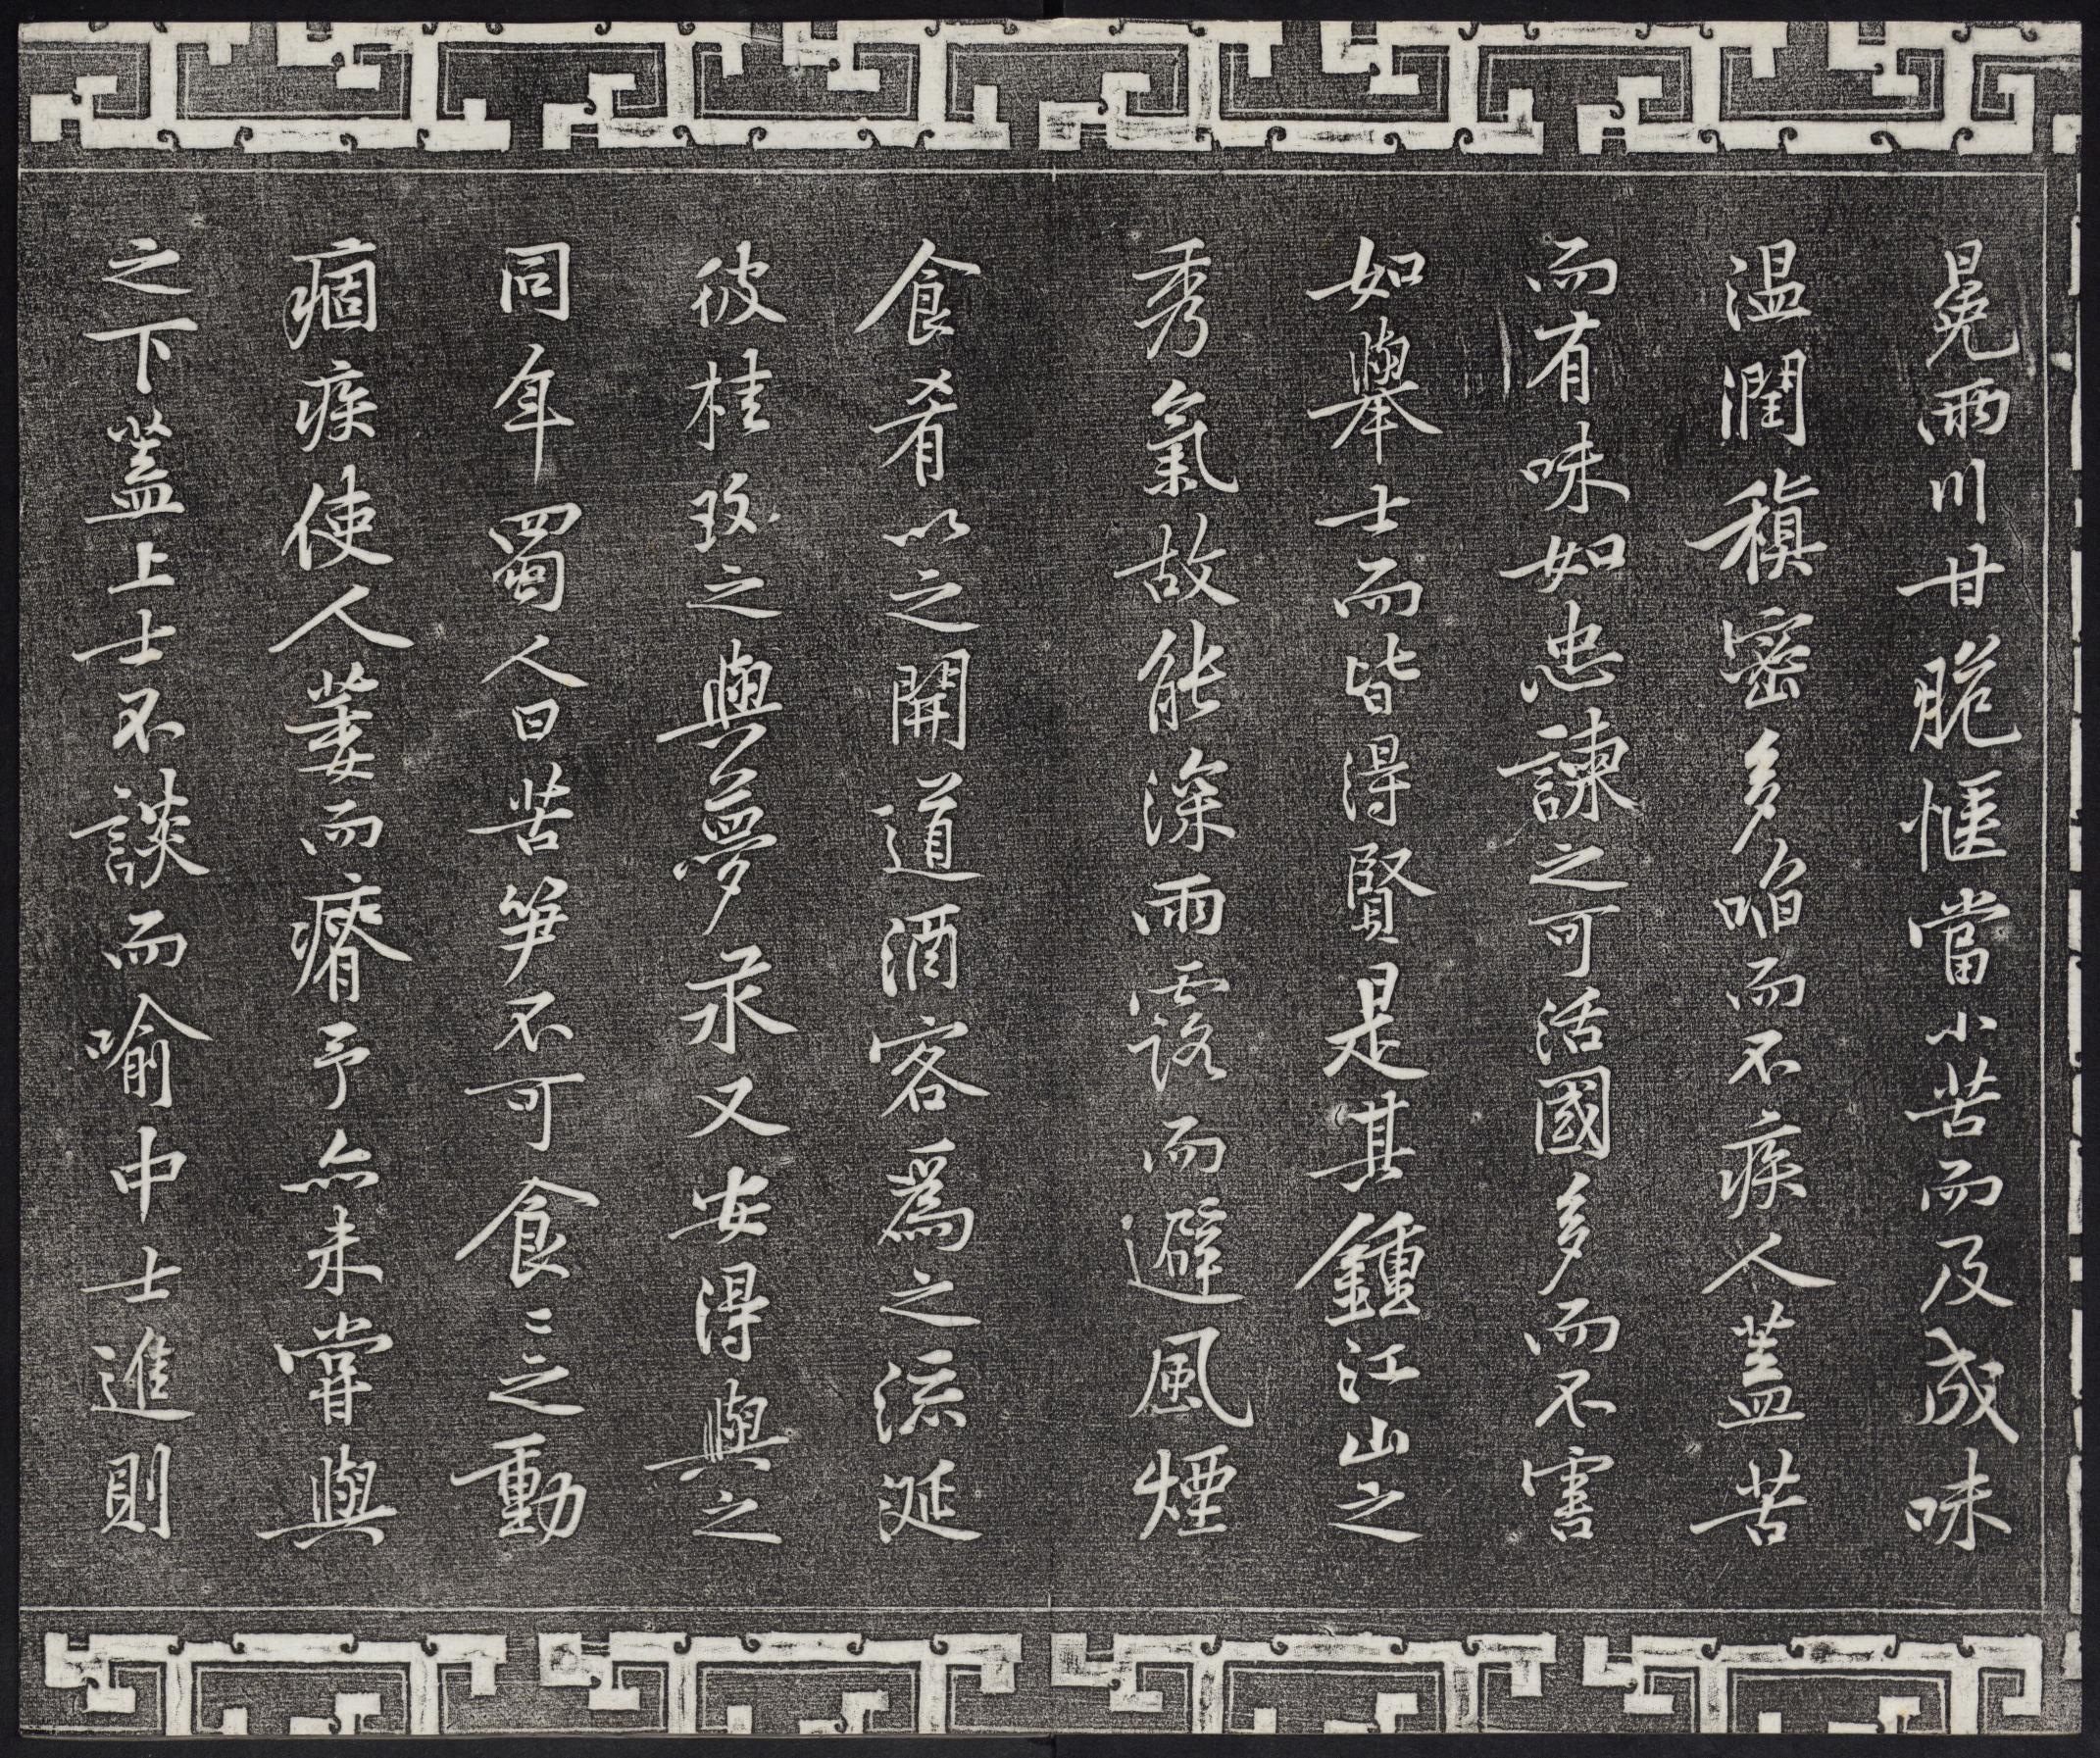 冕兩川甘脆愜當小苦而及成味
温潤稹密多啗而不疾人蓋苦
而有味如忠諫之可活國多而不害
如舉士而皆得賢是其鍾江山之
秀氣故能深雨露而避風煙
食肴以之開道酒客爲之流涎
彼桂玫之與夢汞又安得與之
同年蜀人曰苦笋不可食〻之動
痼疾使人萎而瘠予亦未嘗與
之下蓋上士不談而喻中士進則